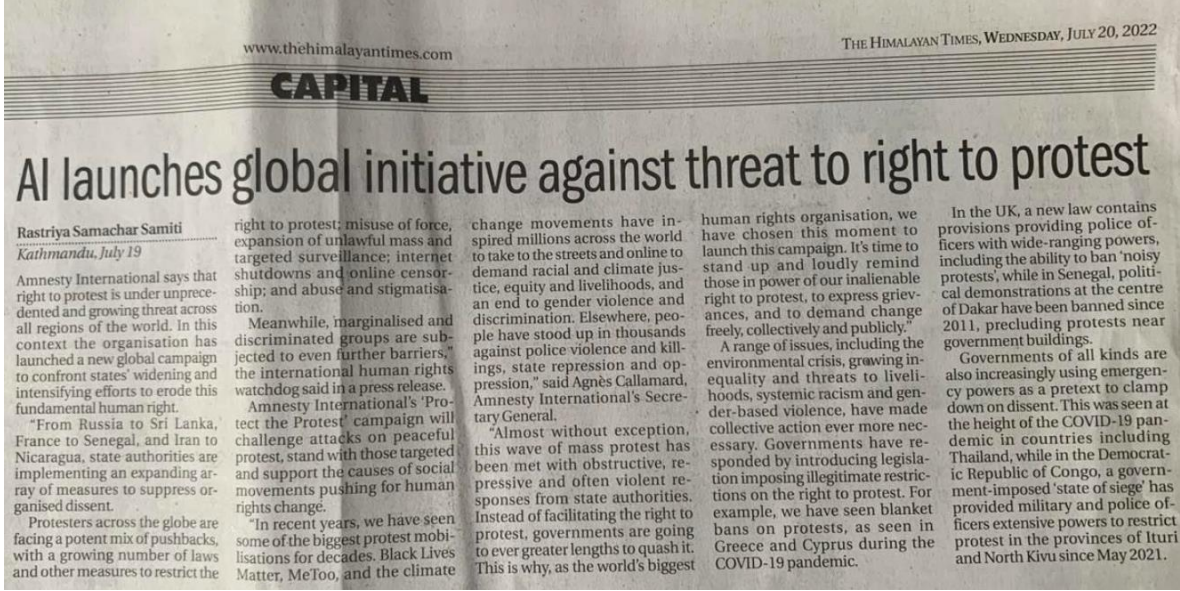 www.thehimalayantimes.com
THE HIMALAYAN TIMES, WEDNESDAY, JULY 20, 2022
CAPITAL
AI launches global initiative against threat to right to protest
Rastriya Samachar Samiti
Kathmandu, July 19
Amnesty International says that
right to protest is under unprece-
dented and growing threat across
all regions of the world. In this
context the organisation has
launched a new global campaign
to confront states' widening and
intensifying efforts to erode this
fundamental human right.
"From Russia to Sri Lanka,
France to Senegal, and Iran to
Nicaragua, state authorities are
implementing an expanding ar-
ray of measures to suppress or-
ganised dissent.
Protesters across the globe are
facing a potent mix of pushbacks,
with a growing number of laws
and other measures to restrict the
right to protest; misuse of force,
expansion of unlawful mass and
targeted surveillance; internet
shutdowns and online censor-
ship; and abuse and stigmatisa-
tion.
Meanwhile, marginalised and
discriminated groups are sub-
jected to even further barriers,"
the international human rights
watchdog said in a press release.
Amnesty International's 'Pro-
tect the Protest' campaign will
challenge attacks on peaceful
protest, stand with those targeted
and support the causes of social
movements pushing for human
rights change.
"In recent years, we have seen
some of the biggest protest mobi-
lisations for decades. Black Lives
Matter, MeToo, and the climate
change movements have in-
spired millions across the world
to take to the streets and online to
demand racial and climate jus-
tice, equity and livelihoods, and
an end to gender violence and
discrimination. Elsewhere, peo-
ple have stood up in thousands
against police violence and kill-
ings, state repression and op-
pression," said Agnès Callamard,
Amnesty International's Secre-
tary General.
"Almost without exception,
this wave of mass protest has
been met with obstructive, re-
pressive and often violent re-
sponses from state authorities.
Instead of facilitating the right to
protest, governments are going
to ever greater lengths to quash it.
This is why, as the world's biggest
human rights organisation, we
have chosen this moment to
launch this campaign. It's time to
stand up and loudly remind
those in power of our inalienable
right to protest, to express griev-
ances, and to demand change
freely, collectively and publicly."
A range of issues, including the
environmental crisis, growing in-
equality and threats to liveli-
hoods, systemic racism and gen-
der-based violence, have made
collective action ever more nec-
essary. Governments have re-
sponded by introducing legisla-
tion imposing illegitimate restric-
tions on the right to protest. For
example, we have seen blanket
bans on protests, as seen in
Greece and Cyprus during the
COVID-19 pandemic.
In the UK, a new law contains
provisions providing police of-
ficers with wide-ranging powers,
including the ability to ban 'noisy
protests', while in Senegal, politi-
cal demonstrations at the centre
of Dakar have been banned since
2011, precluding protests near
government buildings.
Governments of all kinds are
also increasingly using emergen-
cy powers as a pretext to clamp
down on dissent. This was seen at
the height of the COVID-19 pan-
demic in countries including
Thailand, while in the Democrat-
ic Republic of Congo, a govern-
ment-imposed 'state of siege' has
provided military and police of-
ficers extensive powers to restrict
protest in the provinces of Ituri
and North Kivu since May 2021.